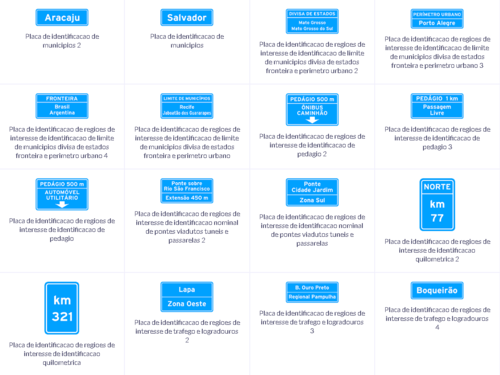 Aracaju
Placa de identificacao de
municipios 2
Salvador
Placa de identificacao de
municipios
DIVISA DE ESTADOS
Mato Grosso
Mato Grosso do Sul
Placa de identificacao de regioes de
interesse de identificacao de limite
de municipios divisa de estados
fronteira e perimetro urbano 2
PERÍMETRO URBANO
Porto Alegre
Placa de identificacao de regioes de
interesse de identificacao de limite
de municipios divisa de estados
fronteira e perimetro urbano 3
FRONTEIRA
Brasil
Argentina
Placa de identificacao de regioes de
interesse de identificacao de limite
de municipios divisa de estados
fronteira e perimetro urbano 4
LIMITE DE MUNICÍPIOS
Recife
Jaboatão dos Guararapes
Placa de identificacao de regioes de
interesse de identificacao de limite
de municipios divisa de estados
fronteira e perimetro urbano
PEDÁGIO 500 m
ÔNIBUS
CAMINHÃO
Placa de identificacao de regioes de
interesse de identificacao de
pedagio 2
PEDÁGIO 1 km
Passagem
Livre
Placa de identificacao de regioes de
interesse de identificacao de
pedagio 3
PEDÁGIO 500 m
AUTOMÓVEL
UTILITÁRIO
Placa de identificacao de regioes de
interesse de identificacao de
pedagio
Ponte sobre
Rio São Francisco
Extensão 450 m
Placa de identificacao de regioes de
interesse de identificacao nominal
de pontes viadutos tuneis e
passarelas 2
Ponte
Cidade Jardim
Zona Sul
Placa de identificacao de regioes de
interesse de identificacao nominal
de pontes viadutos tuneis e
passarelas
NORTE
km
77
Placa de identificacao de regioes de
interesse de identificacao
quilometrica 2
km
321
Placa de identificacao de regioes de
interesse de identificacao
quilometrica
Lapa
Zona Oeste
Placa de identificacao de regioes de
interesse de trafego e logradouros
2
B. Ouro Preto
Regional Pampulha
Placa de identificacao de regioes de
interesse de trafego e logradouros
3
Boqueirão
Placa de identificacao de regioes de
interesse de trafego e logradouros
4